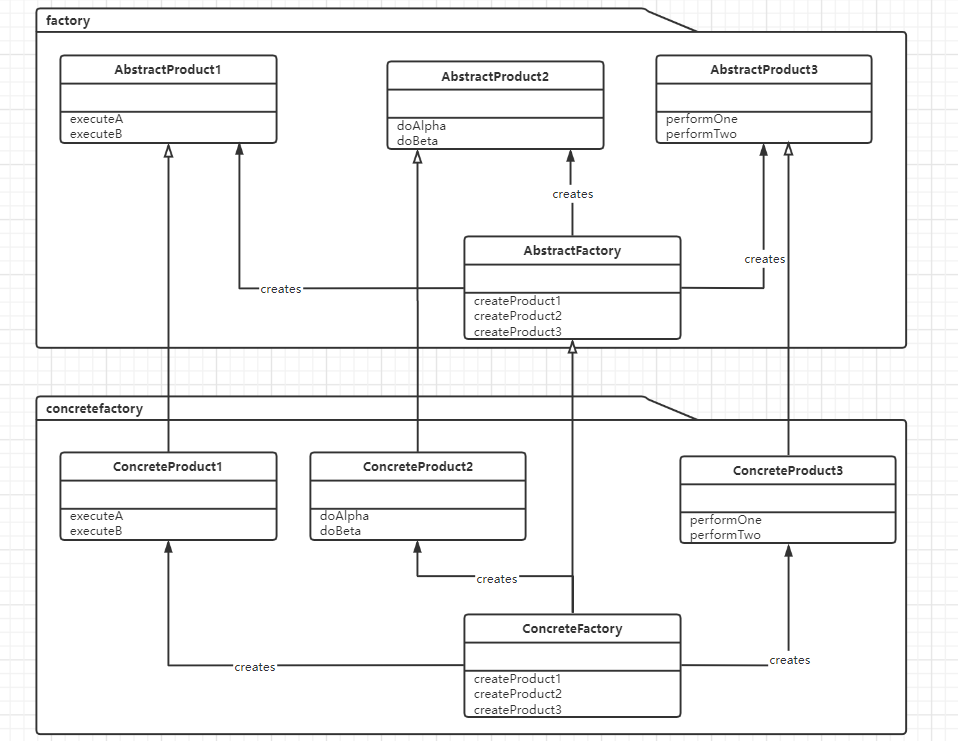 factory
AbstractProduct1
executeA
executeB
AbstractProduct2
doAlpha
doBeta
AbstractProduct3
performOne
performTwo
creates
creates
creates
AbstractFactory
createProduct1
createProduct2
createProduct3
concretefactory
ConcreteProduct1
executeA
executeB
ConcreteProduct2
doAlpha
doBeta
ConcreteProduct3
performOne
performTwo
creates
creates
creates
ConcreteFactory
createProduct1
createProduct2
createProduct3